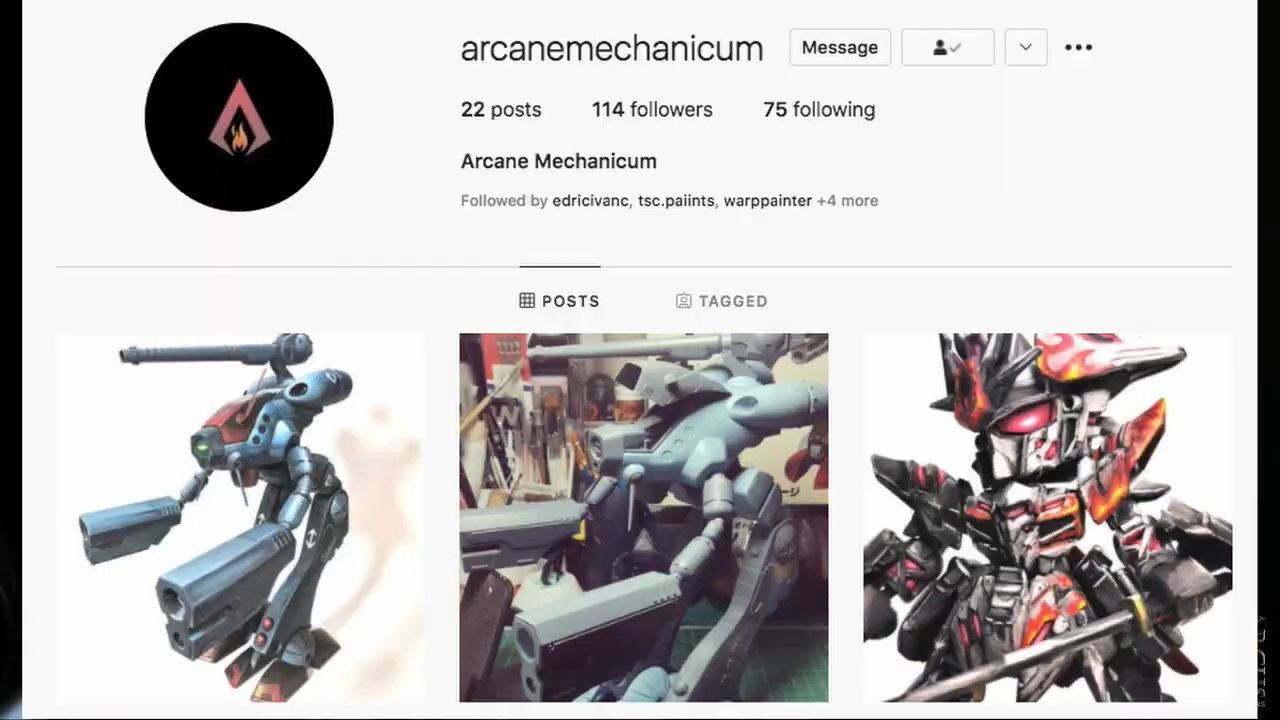 arcanemechanicum Message
22 posts 114 followers 75 following
Arcane Mechanicum
Followed by edricivanc, tsc.paiints, warppainter +4 more
POSTS TAGGED